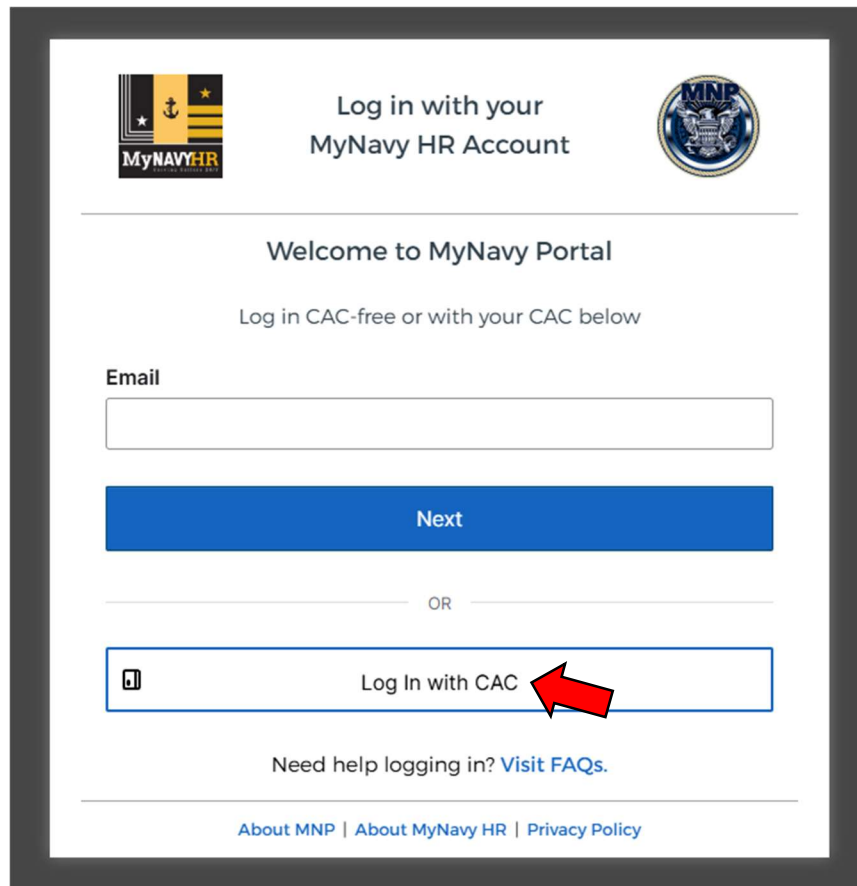 MyNAVYHR
Log in with your
MyNavy HR Account
MNP
Welcome to MyNavy Portal
Log in CAC-free or with your CAC below
Email
Next
OR
Log In with CAC
Need help logging in? Visit FAQs.
About MNP | About MyNavy HR | Privacy Policy